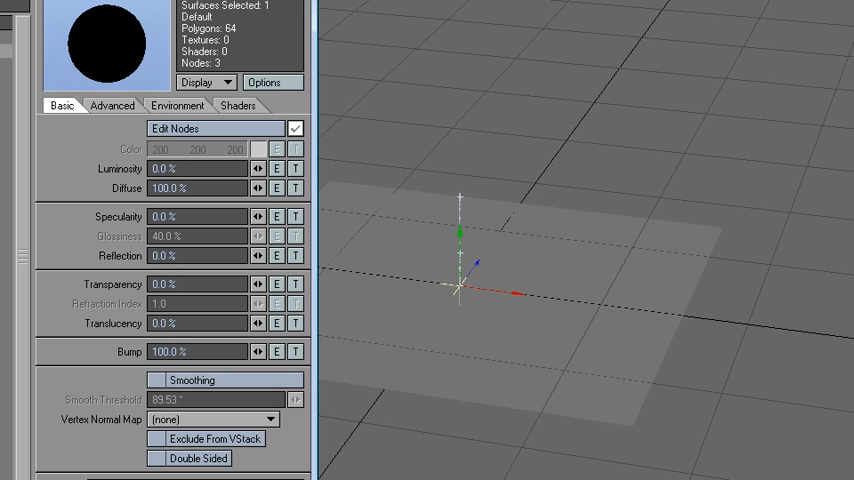 Surfaces Selected: 1
Default
Polygons: 64
Textures: 0
Shaders: 0
Nodes: 3
Display Options
Basic Advanced Environment Shaders
Edit Nodes
Color 200 200 200 E T
Luminosity 0.0 % E T
Diffuse 100.0 % E T
Specularity 0.0 % E T
Glossiness 40.0 % E T
Reflection 0.0 % E T
Transparency 0.0 % E T
Refraction Index 1.0 E T
Translucency 0.0 % E T
Bump 100.0 % E T
Smoothing
Smooth Threshold 89.53 °
Vertex Normal Map (none)
Exclude From VStack
Double Sided